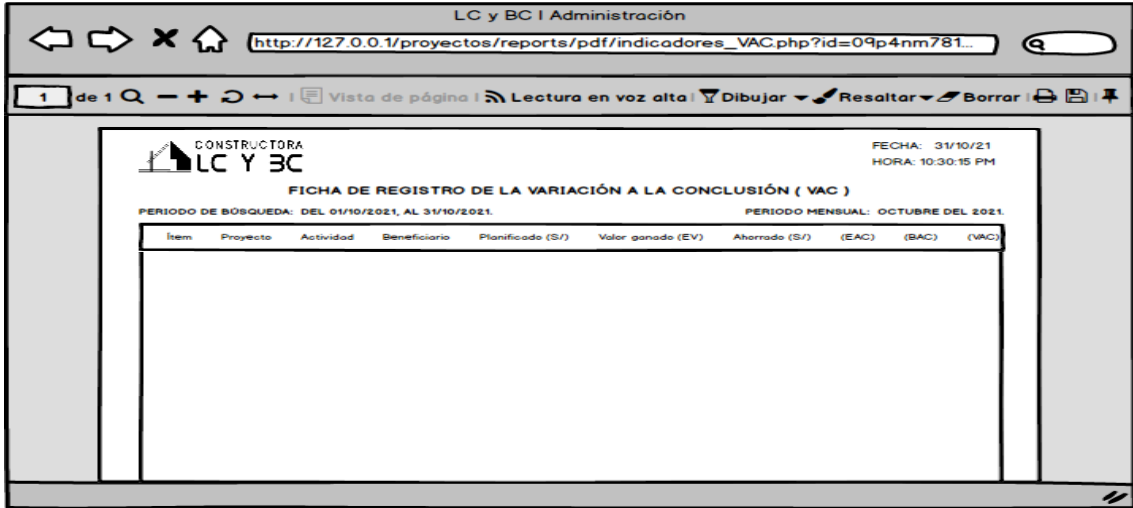 LC y BC | Administración
http://127.0.0.1/proyectos/reports/pdf/indicadores_VAC.php?id=09p4nm781...
1 de 1 | Vista de página | Lectura en voz alta | Dibujar Resaltar Borrar
CONSTRUCTORA
LC Y BC
FECHA: 31/10/21
HORA: 10:30:15 PM
FICHA DE REGISTRO DE LA VARIACIÓN A LA CONCLUSIÓN ( VAC )
PERIODO DE BÚSQUEDA: DEL 01/10/2021, AL 31/10/2021. PERIODO MENSUAL: OCTUBRE DEL 2021.
Ítem Proyecto Actividad Beneficiario Planificado (S/) Valor ganado (EV) Ahorrado (S/) (EAC) (BAC) (VAC)